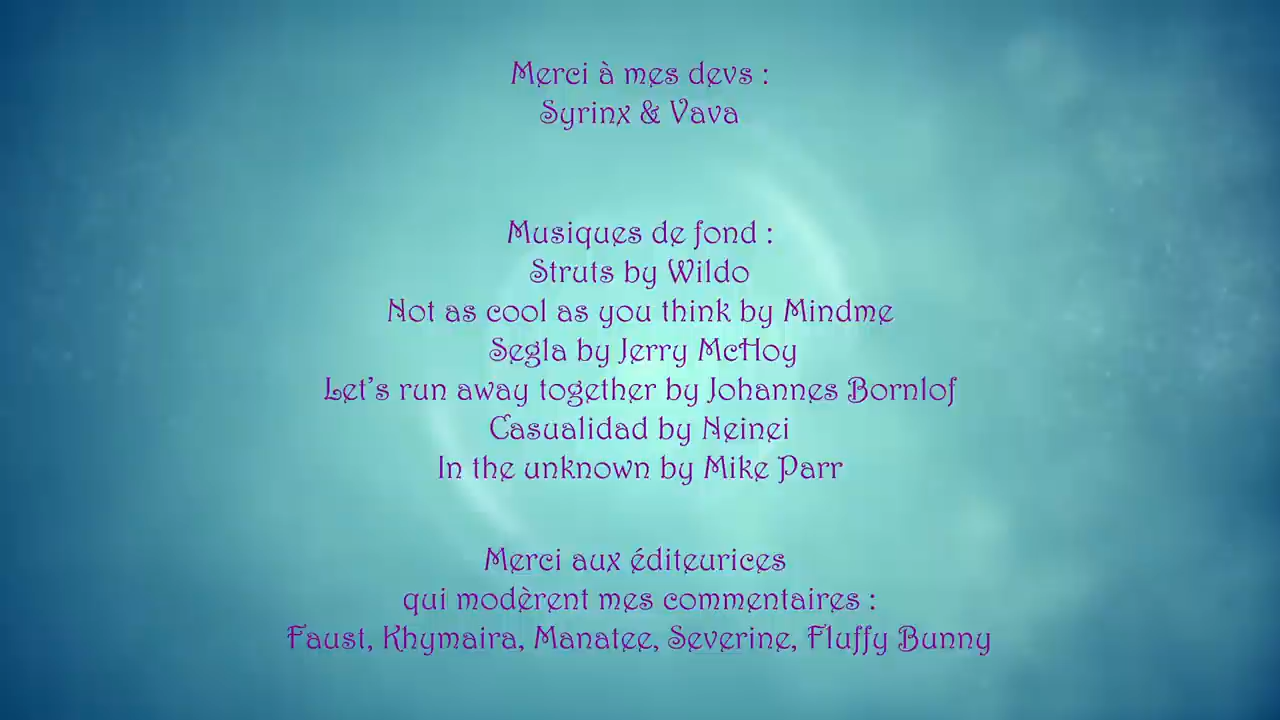 Merci à mes devs :
Syrinx & Vava
Musiques de fond :
Struts by Wildo
Not as cool as you think by Mindme
Segla by Jerry McHoy
Let's run away together by Johannes Bornlof
Casualidad by Neinei
In the unknown by Mike Parr
Merci aux éditeurices
qui modèrent mes commentaires :
Faust, Khymaira, Manatee, Severine, Fluffy Bunny